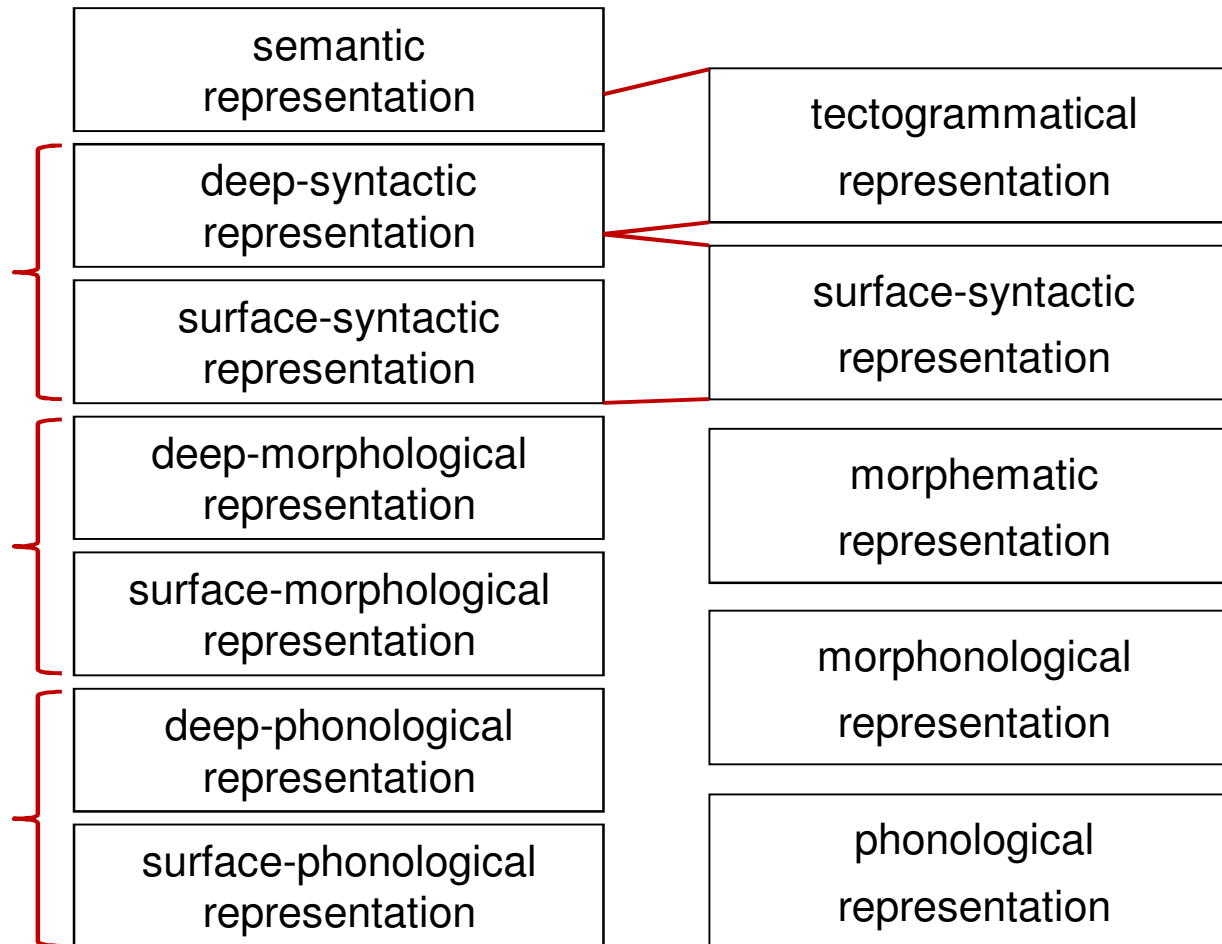 semantic
representation
deep-syntactic
representation
surface-syntactic
representation
deep-morphological
representation
surface-morphological
representation
deep-phonological
representation
surface-phonological
representation
tectogrammatical
representation
surface-syntactic
representation
morphematic
representation
morphonological
representation
phonological
representation